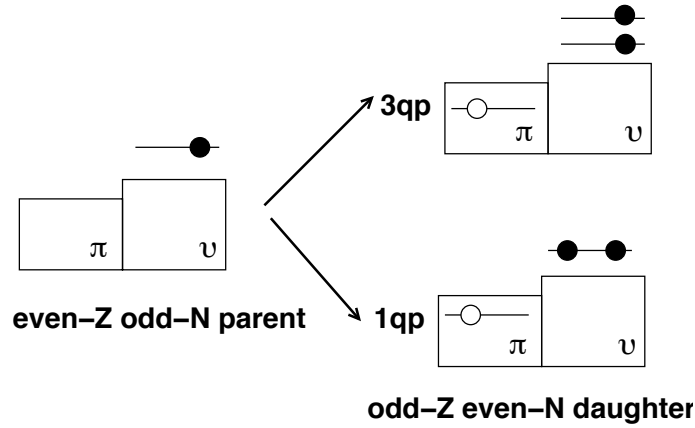 3qp
π
υ
π
υ
even–Z odd–N parent
1qp
π
υ
odd–Z even–N daughter